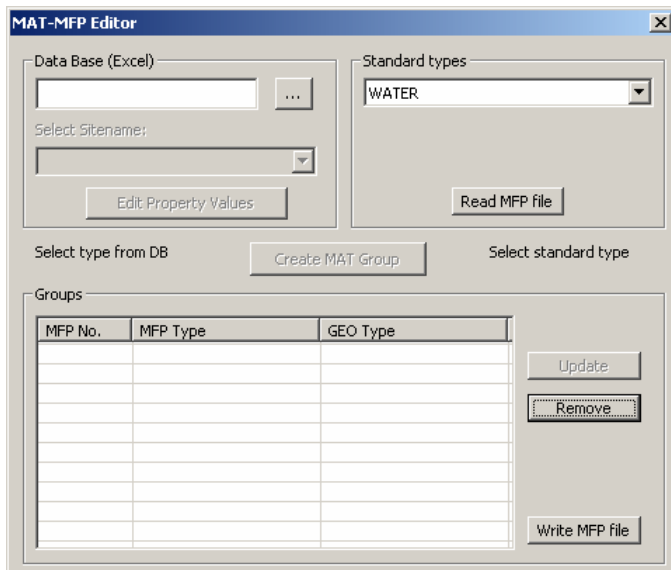 MAT-MFP Editor
Data Base (Excel)
...
Select Sitename:
Edit Property Values
Standard types
WATER
Read MFP file
Select type from DB
Create MAT Group
Select standard type
Groups
MFP No. MFP Type GEO Type
Update
Remove
Write MFP file